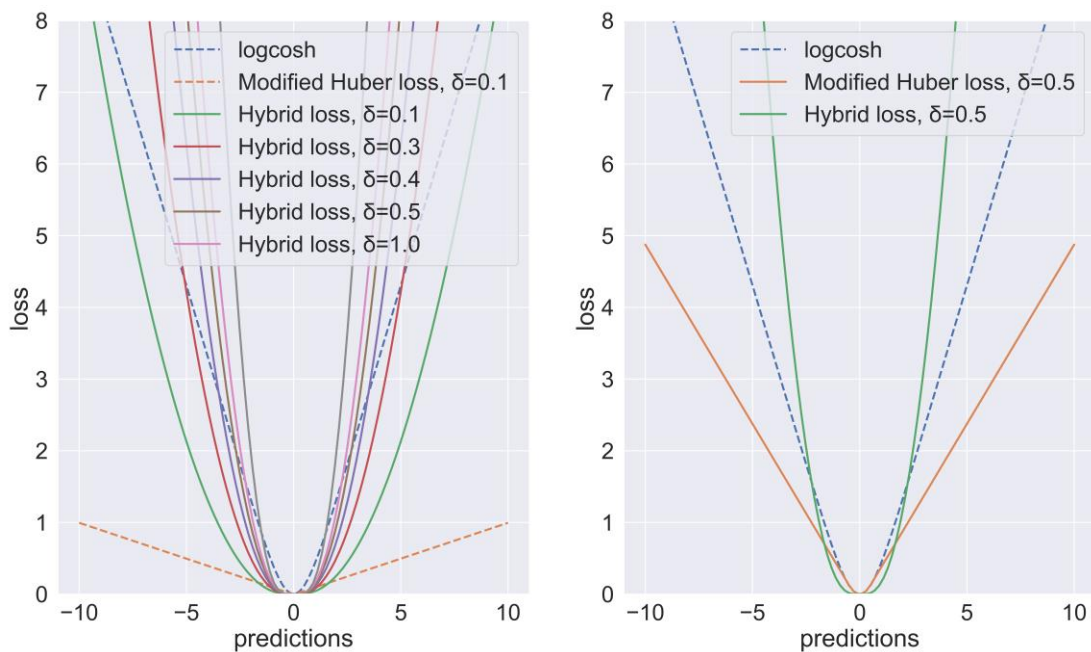 8
7
6
5
4
3
2
1
0
loss
−10
−5
0
5
10
predictions
logcosh
Modified Huber loss, δ=0.1
Hybrid loss, δ=0.1
Hybrid loss, δ=0.3
Hybrid loss, δ=0.4
Hybrid loss, δ=0.5
Hybrid loss, δ=1.0
8
7
6
5
4
3
2
1
0
loss
−10
−5
0
5
10
predictions
logcosh
Modified Huber loss, δ=0.5
Hybrid loss, δ=0.5